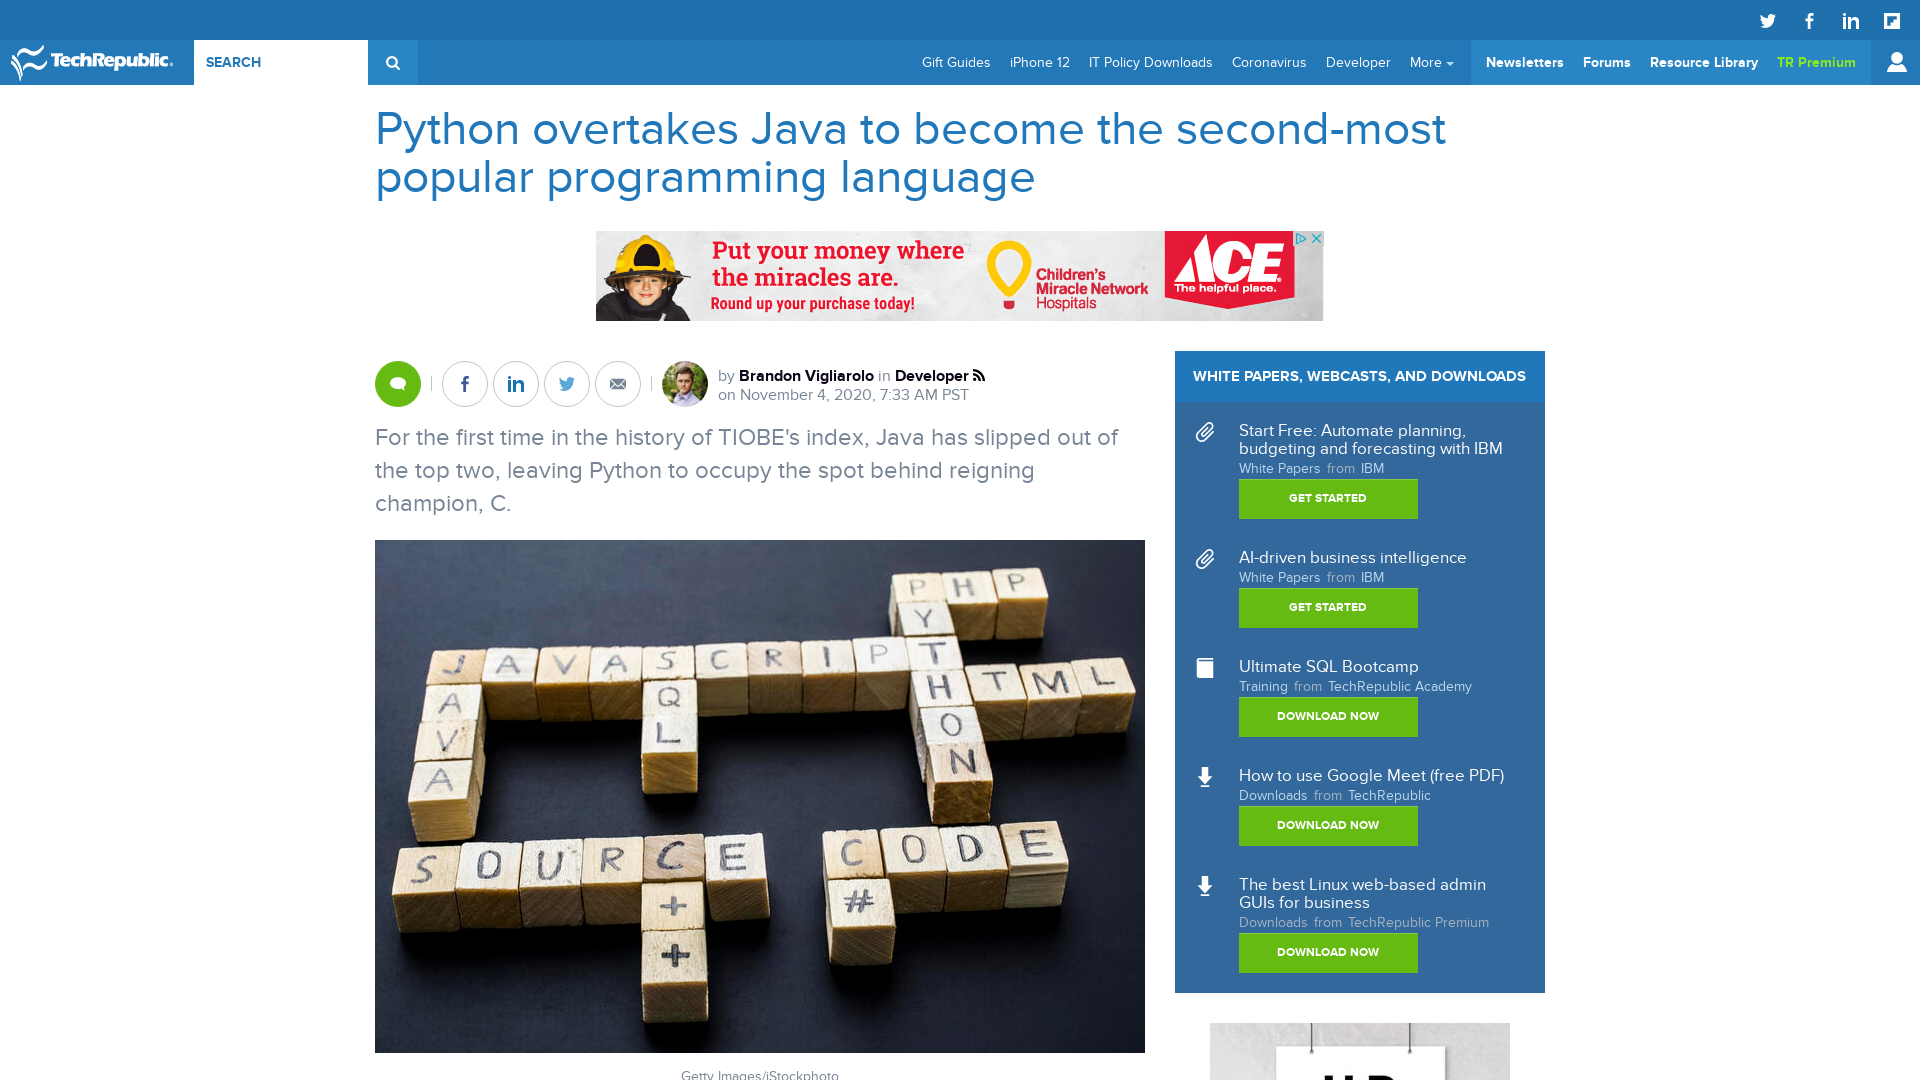 TechRepublic.
SEARCH
Gift Guides
iPhone 12
IT Policy Downloads
Coronavirus
Developer
More
Newsletters
Forums
Resource Library
TR Premium
Python overtakes Java to become the second-most
popular programming language
Put your money where
the miracles are.
Round up your purchase today!
Children's
Miracle Network
Hospitals
ACE
The helpful place.
by Brandon Vigliarolo in Developer
on November 4, 2020, 7:33 AM PST
For the first time in the history of TIOBE's index, Java has slipped out of
the top two, leaving Python to occupy the spot behind reigning
champion, C.
PHP
PYTHON
JAVASCRIPT
HTML
JAVA
SQL
SOURCE
CODE
C++
C#
Getty Images/iStockphoto
WHITE PAPERS, WEBCASTS, AND DOWNLOADS
Start Free: Automate planning,
budgeting and forecasting with IBM
White Papers from IBM
GET STARTED
AI-driven business intelligence
White Papers from IBM
GET STARTED
Ultimate SQL Bootcamp
Training from TechRepublic Academy
DOWNLOAD NOW
How to use Google Meet (free PDF)
Downloads from TechRepublic
DOWNLOAD NOW
The best Linux web-based admin
GUIs for business
Downloads from TechRepublic Premium
DOWNLOAD NOW